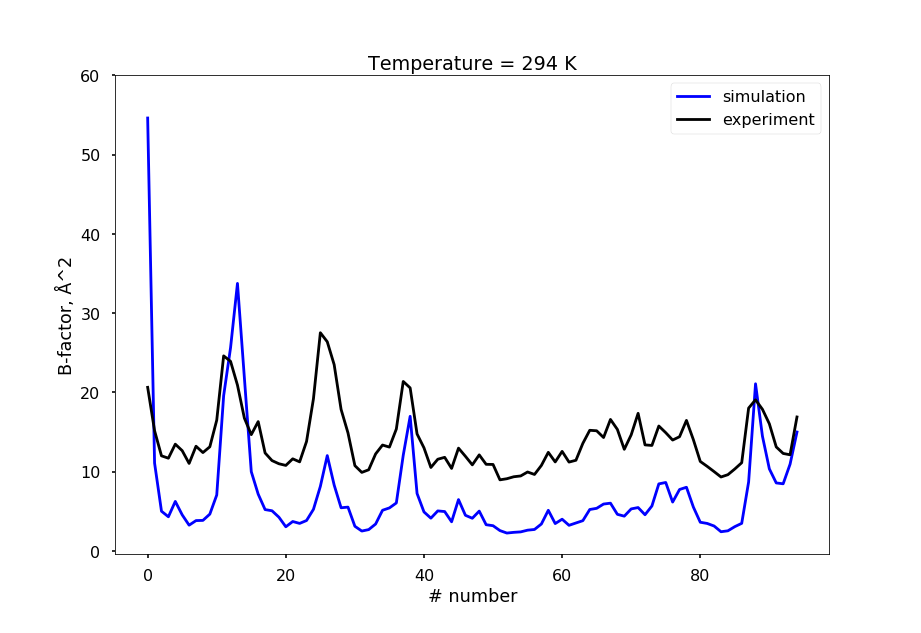 Temperature = 294 K
simulation
experiment
60
50
40
30
20
10
0
B-factor, Å^2
0 20 40 60 80
# number